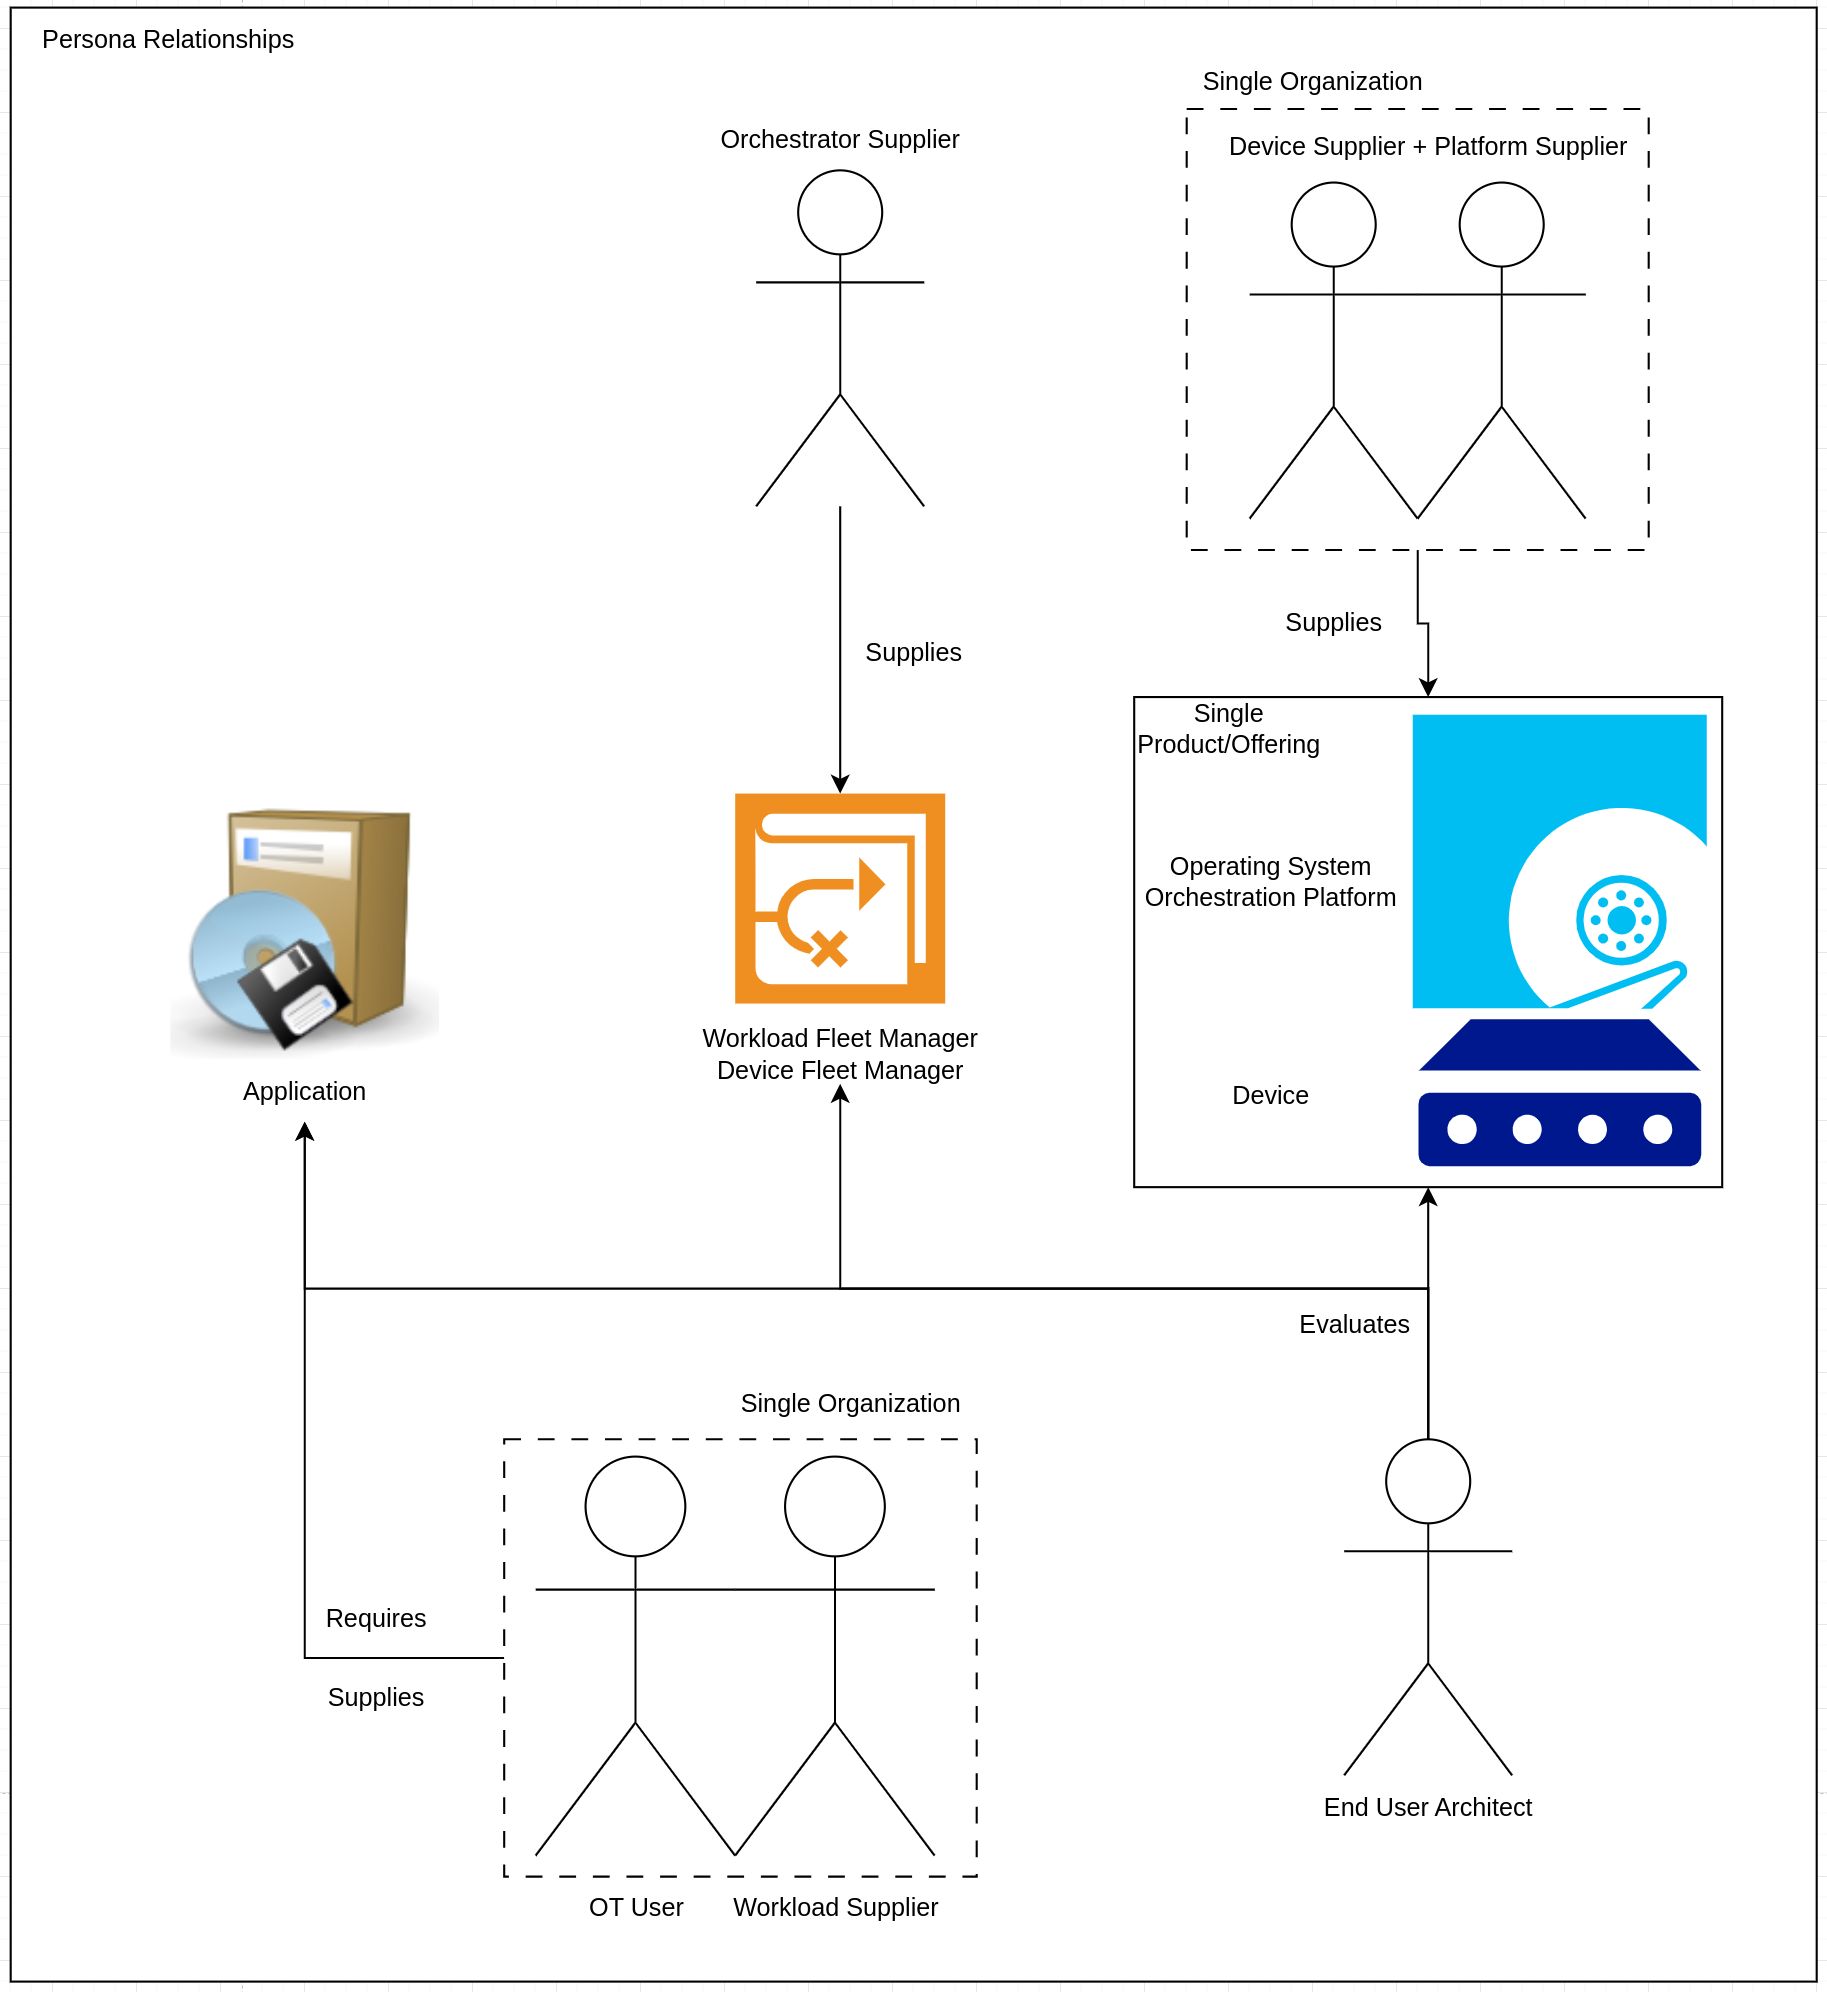 Persona Relationships
Single Organization
Orchestrator Supplier
Device Supplier + Platform Supplier
Supplies
Supplies
Single
Product/Offering
Operating System
Orchestration Platform
Workload Fleet Manager
Device Fleet Manager
Application
Device
Evaluates
Single Organization
Requires
Supplies
End User Architect
OT User
Workload Supplier